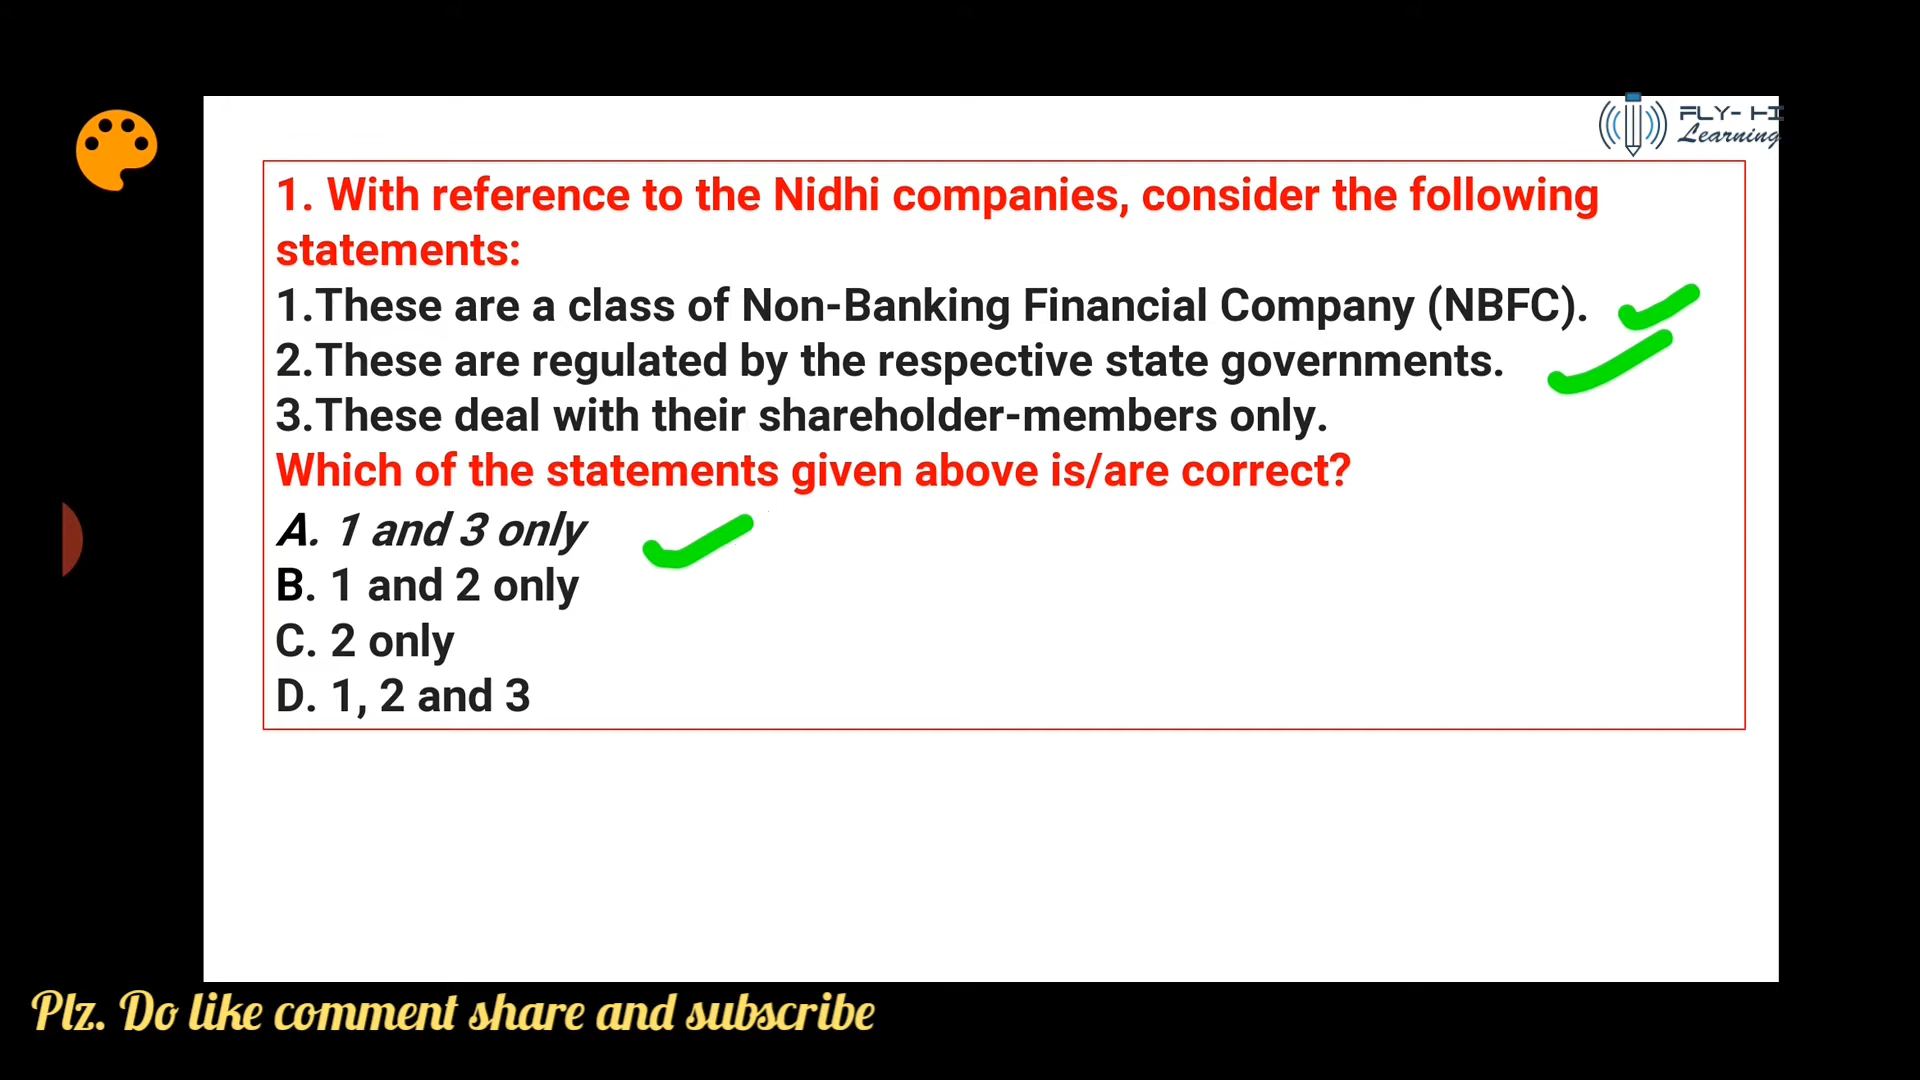 FLY- HI
Learning
1. With reference to the Nidhi companies, consider the following
statements:
1.These are a class of Non-Banking Financial Company (NBFC).
2.These are regulated by the respective state governments.
3.These deal with their shareholder-members only.
Which of the statements given above is/are correct?
A. 1 and 3 only
B. 1 and 2 only
C. 2 only
D. 1, 2 and 3
Plz. Do like comment share and subscribe